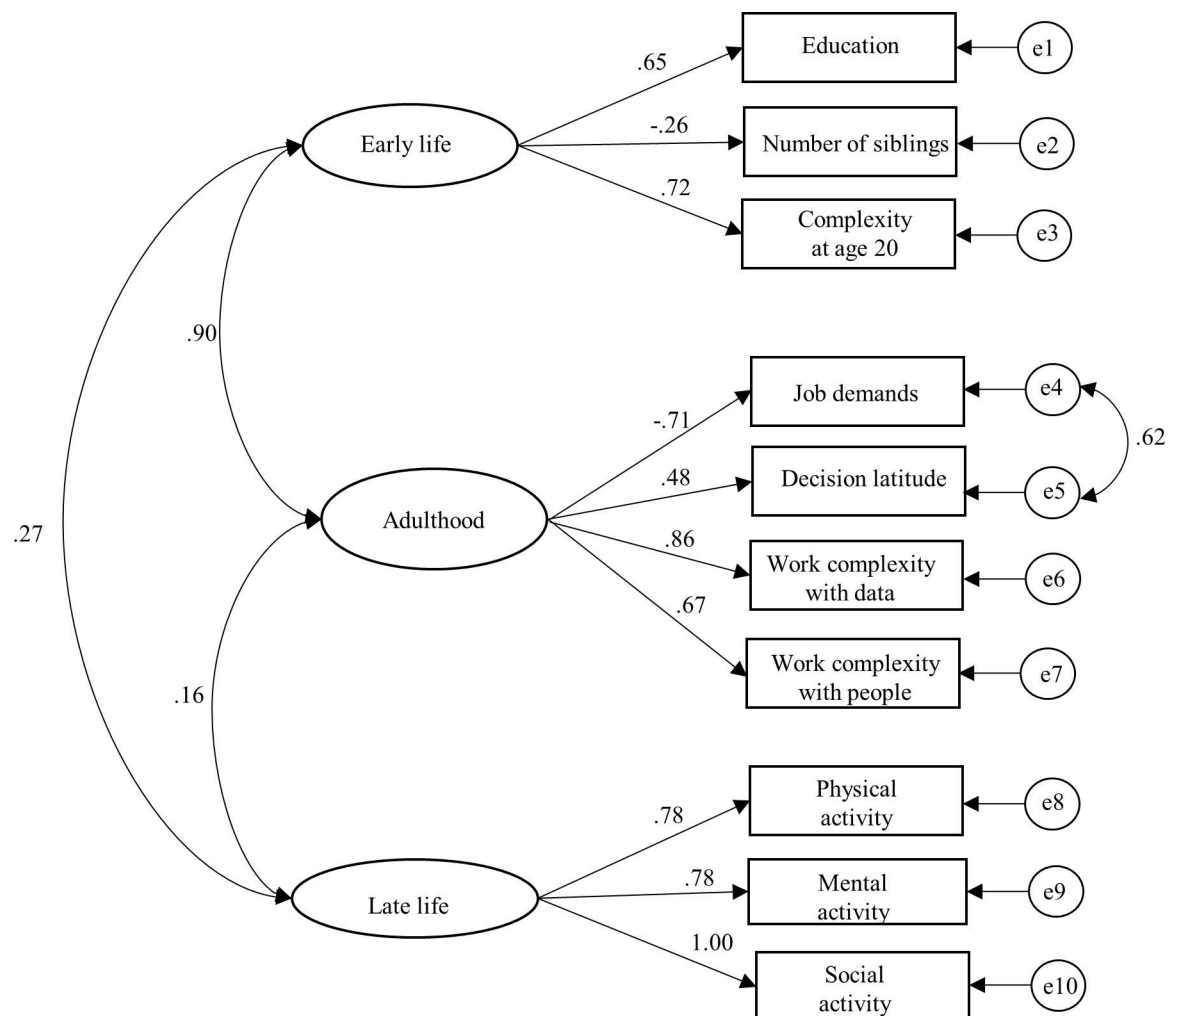 Education
e1
.65
Early life
-.26
Number of siblings
e2
.72
Complexity
at age 20
e3
.90
Job demands
e4
-.71
.62
.48
Decision latitude
e5
Adulthood
.27
.86
Work complexity
with data
e6
.67
Work complexity
with people
e7
.16
Physical
activity
e8
.78
.78
Mental
activity
e9
Late life
1.00
Social
activity
e10